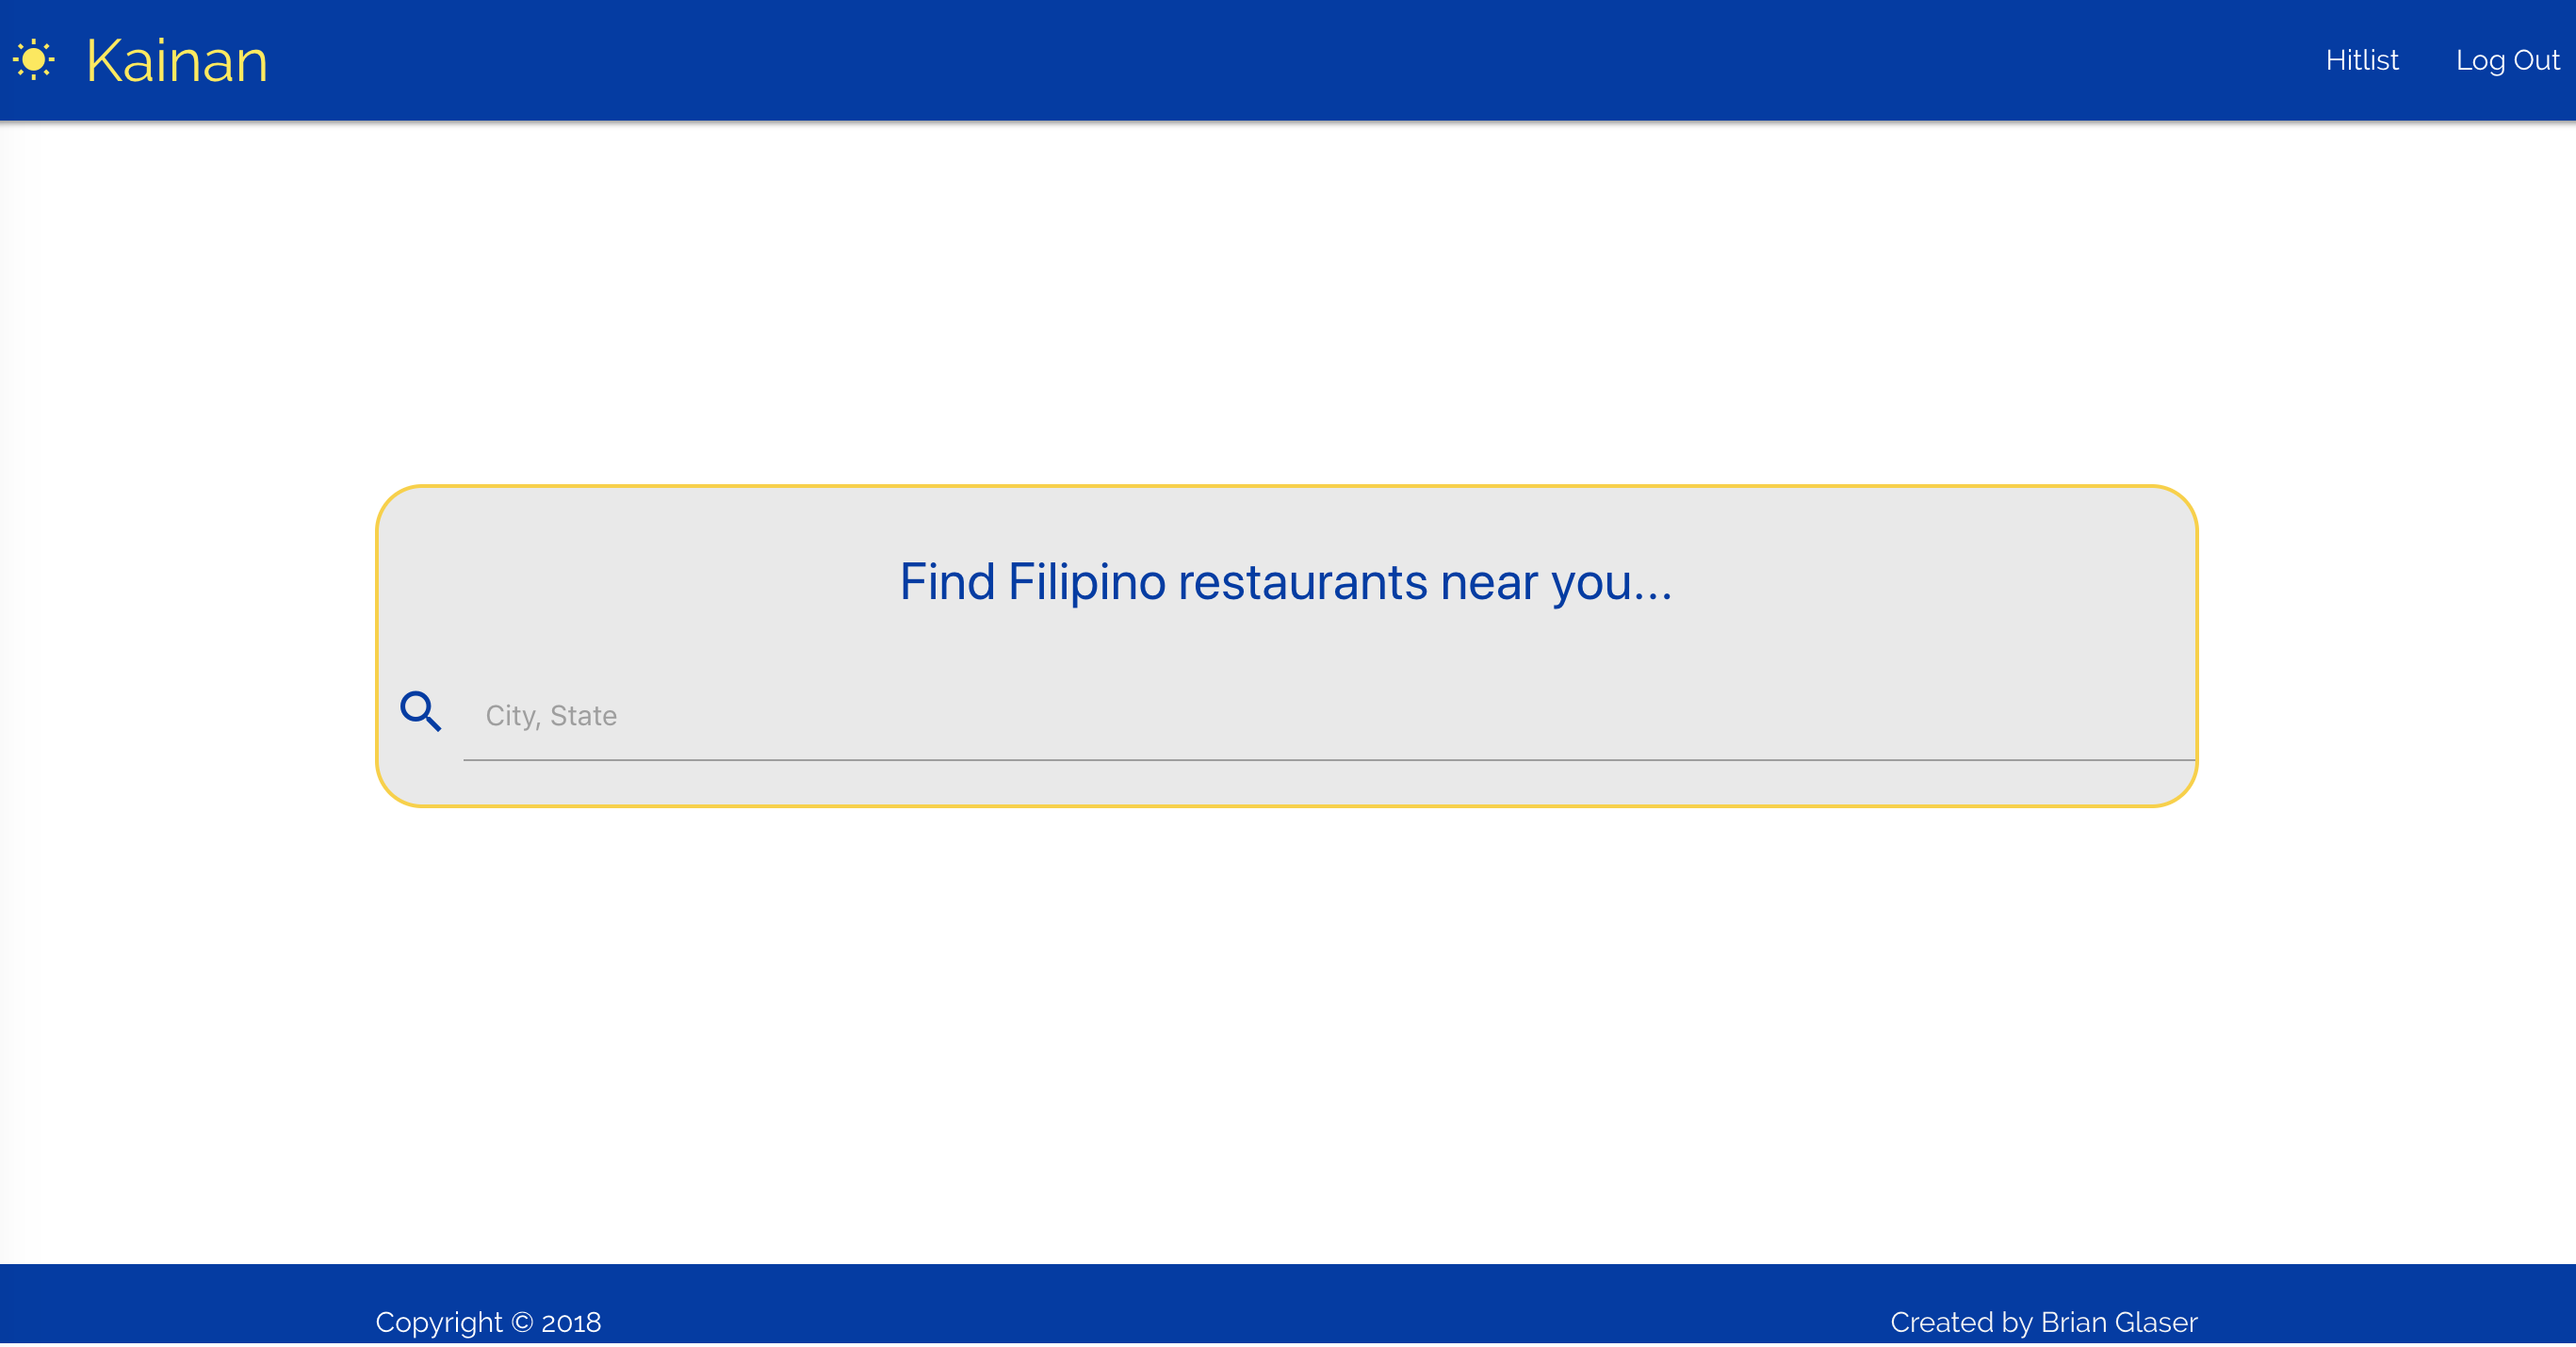 Kainan
Hitlist
Log Out
Find Filipino restaurants near you...
City, State
Copyright © 2018
Created by Brian Glaser